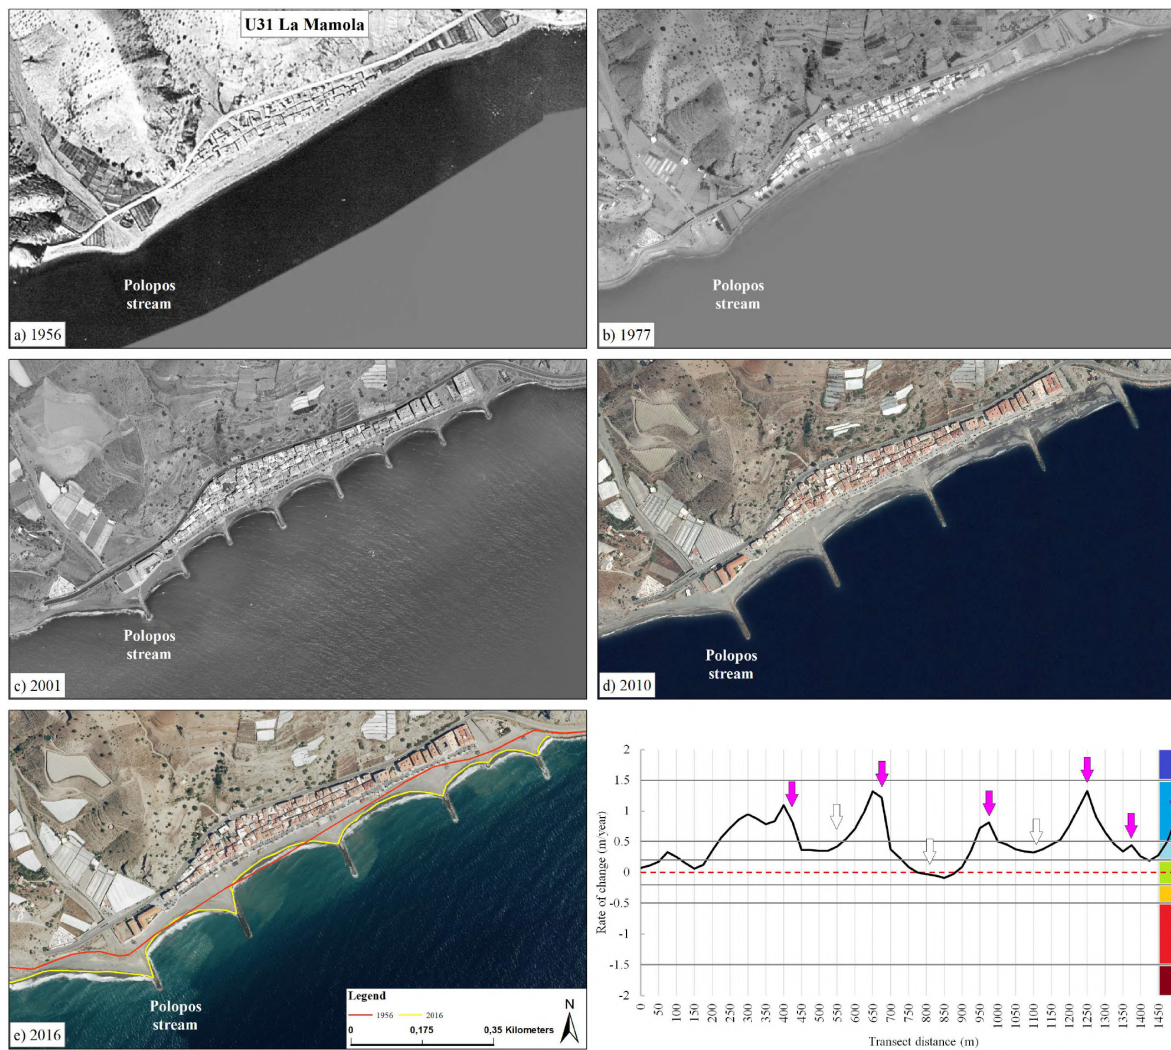 U31 La Mamola
Polopos
stream
a) 1956
Polopos
stream
b) 1977
Polopos
stream
c) 2001
Polopos
stream
d) 2010
Polopos
stream
e) 2016
Legend
1956 2016
0 0,175 0,35 Kilometers
N
Rate of change (m/year)
2
1.5
1
0.5
0
-0.5
-1
-1.5
-2
0 50 100 150 200 250 300 350 400 450 500 550 600 650 700 750 800 850 900 950 1000 1050 1100 1150 1200 1250 1300 1350 1400 1450
Transect distance (m)